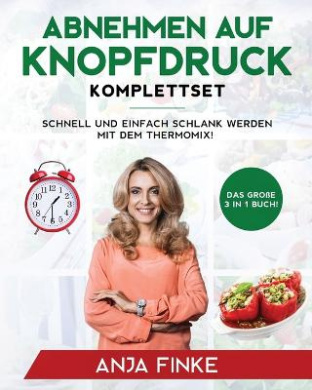 ABNEHMEN AUF
KNOPFDRUCK
KOMPLETTSET
SCHNELL UND EINFACH SCHLANK WERDEN
MIT DEM THERMOMIX!
DAS GROẞE
3 IN 1 BUCH!
ANJA FINKE